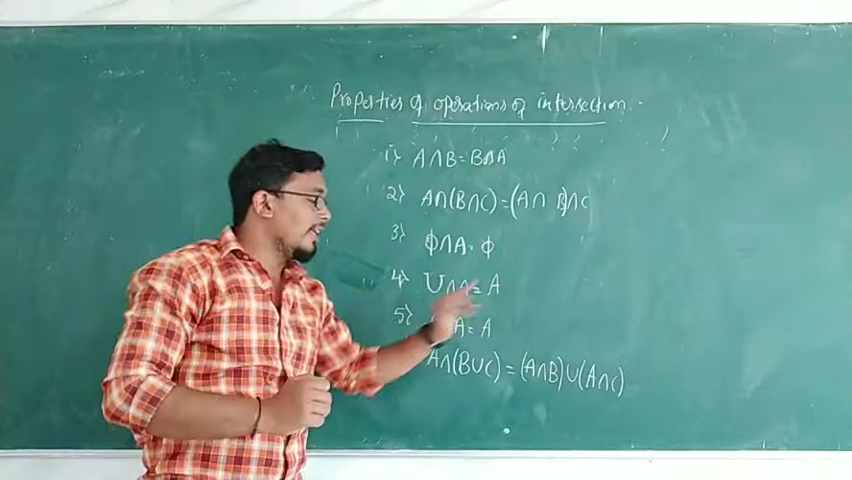 Properties of operations of intersection
1) A∩B=B∩A
2) A∩(B∩C)=(A∩B)∩C
3) ϕ∩A=ϕ
4) U∩A=A
5) A=A
A∩(B∪C)=(A∩B)∪(A∩C)